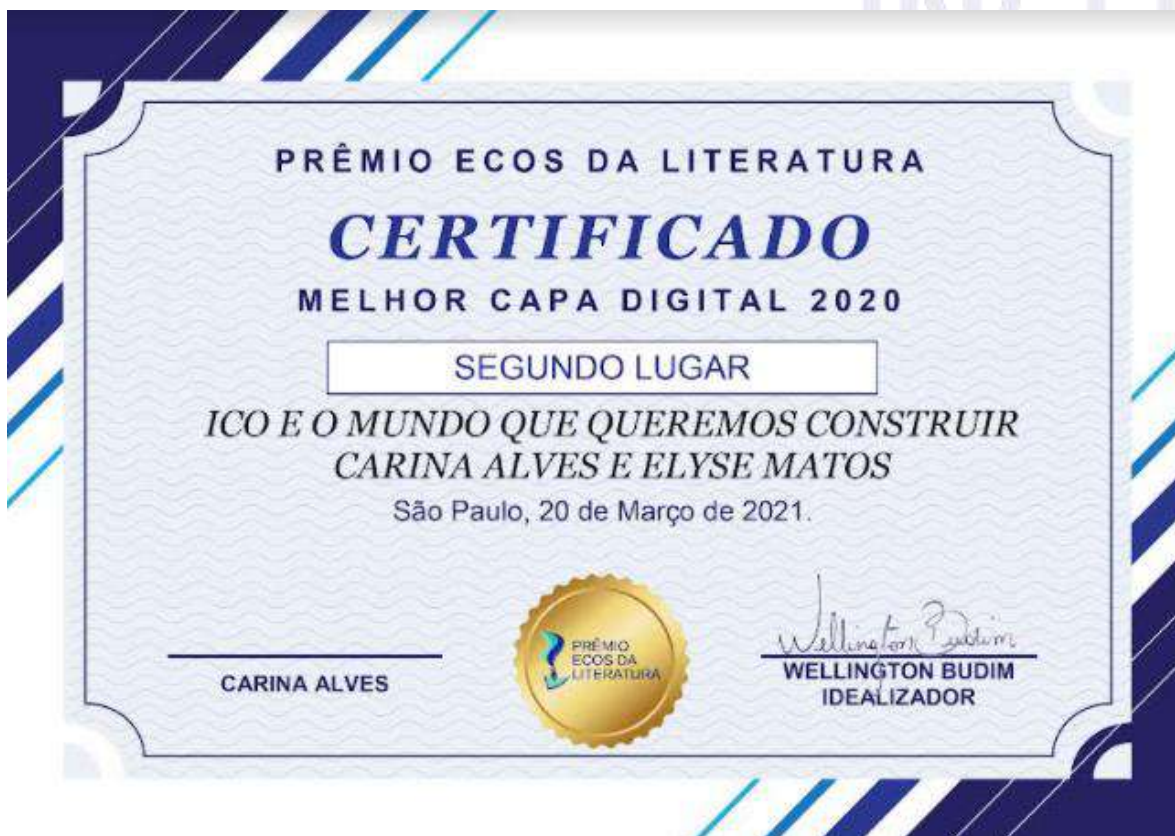 PRÊMIO ECOS DA LITERATURA
CERTIFICADO
MELHOR CAPA DIGITAL 2020
SEGUNDO LUGAR
ICO E O MUNDO QUE QUEREMOS CONSTRUIR
CARINA ALVES E ELYSE MATOS
São Paulo, 20 de Março de 2021.
PRÊMIO
ECOS DA
LITERATURA
CARINA ALVES
Wellington Budim
WELLINGTON BUDIM
IDEALIZADOR